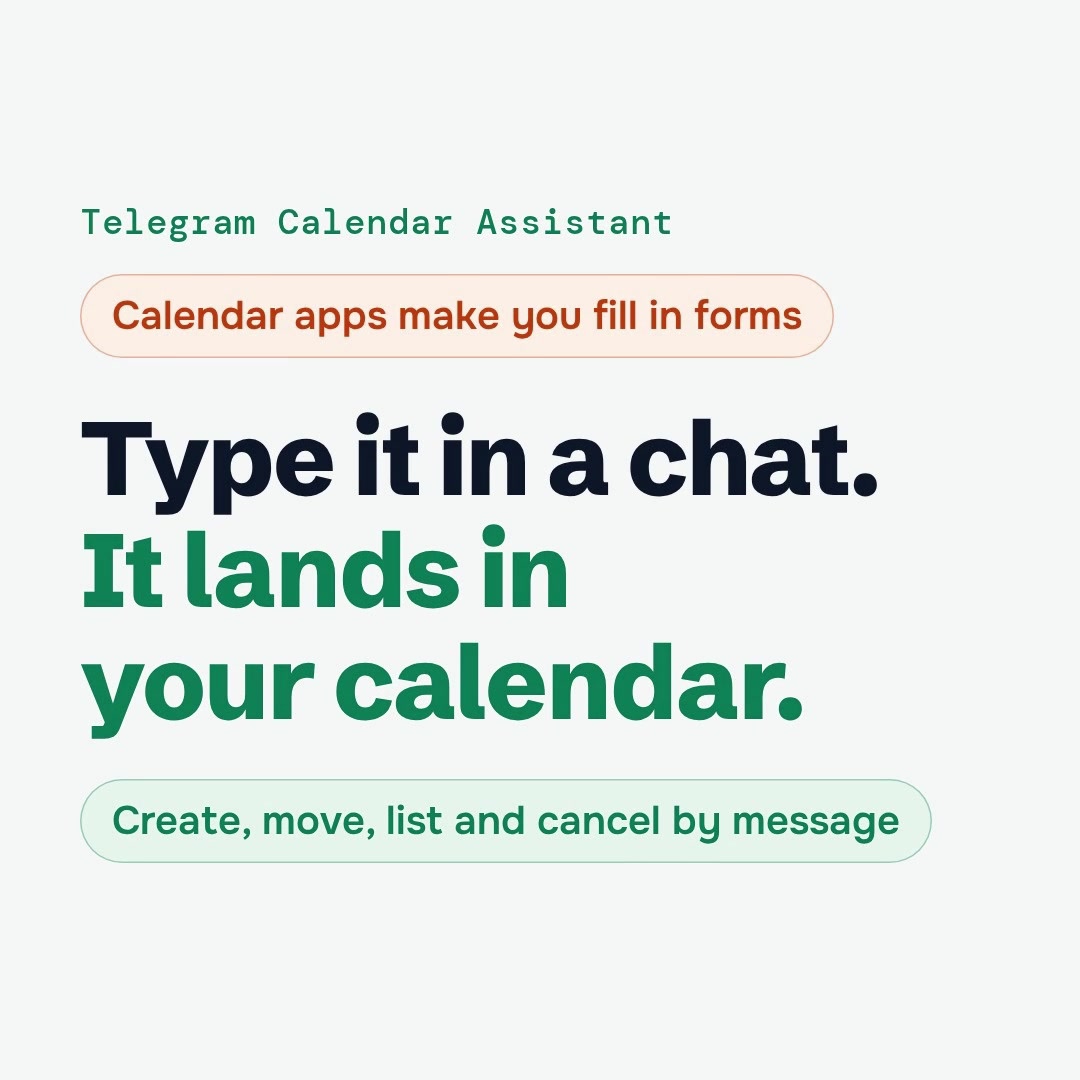 Telegram Calendar Assistant
Calendar apps make you fill in forms
Type it in a chat.
It lands in
your calendar.
Create, move, list and cancel by message